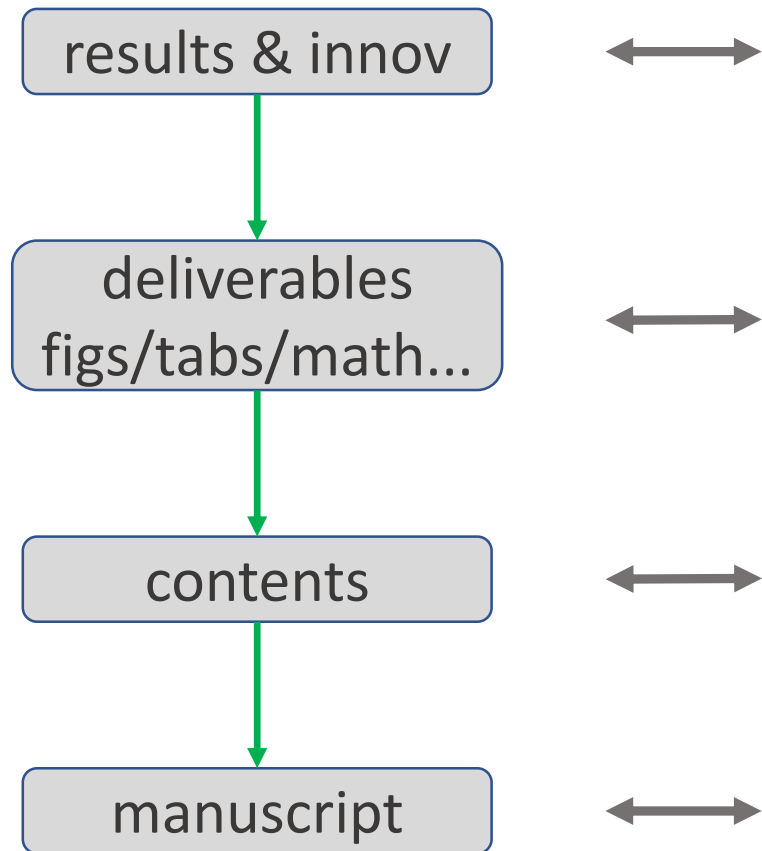 results & innov
deliverables
figs/tabs/math...
contents
manuscript